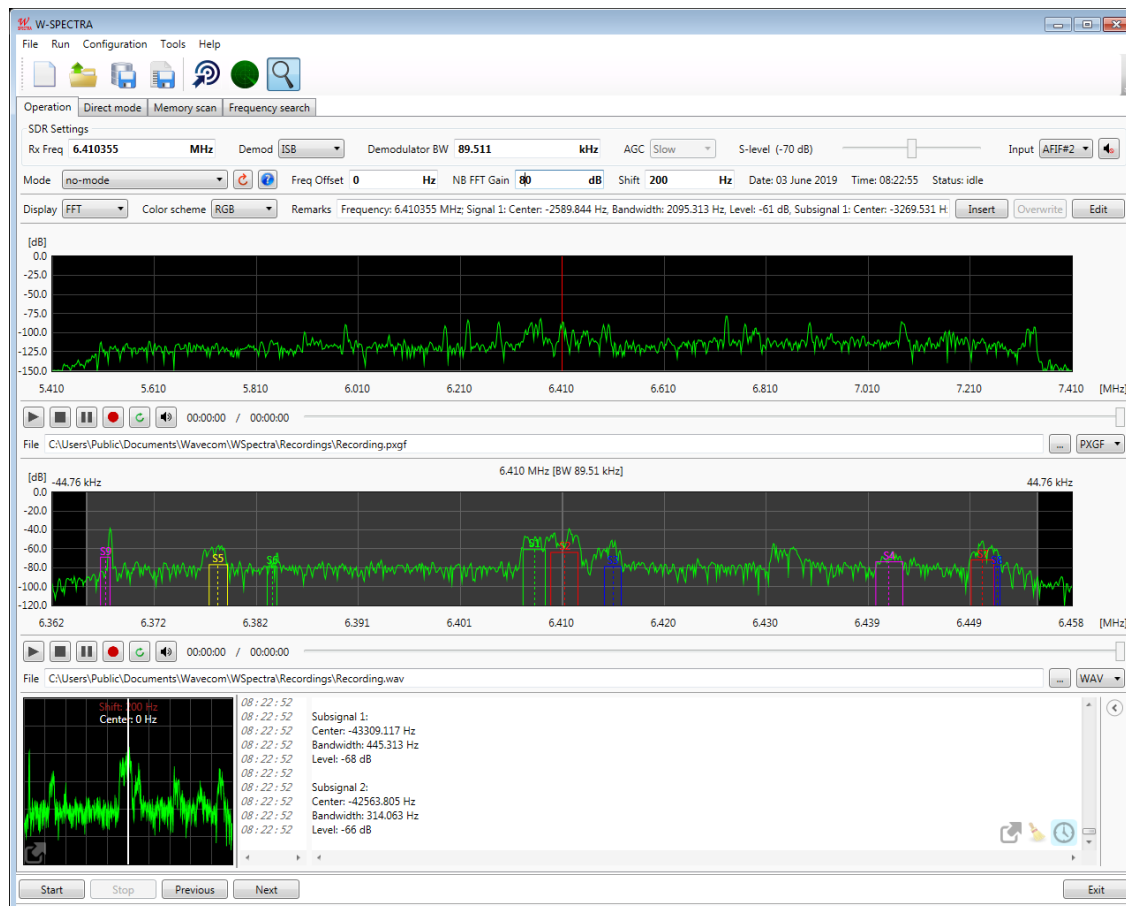 W-SPECTRA
File Run Configuration Tools Help
Operation Direct mode Memory scan Frequency search
SDR Settings
Rx Freq 6.410355 MHz Demod ISB Demodulator BW 89.511 kHz AGC Slow S-level (-70 dB) Input AFIF#2
Mode no-mode Freq Offset 0 Hz NB FFT Gain 80 dB Shift 200 Hz Date: 03 June 2019 Time: 08:22:55 Status: idle
Display FFT Color scheme RGB Remarks Frequency: 6.410355 MHz; Signal 1: Center: -2589.844 Hz, Bandwidth: 2095.313 Hz, Level: -61 dB, Subsignal 1: Center: -3269.531 H Insert Overwrite Edit
[dB]
0.0
-25.0
-50.0
-75.0
-100.0
-125.0
-150.0
5.410 5.610 5.810 6.010 6.210 6.410 6.610 6.810 7.010 7.210 7.410 [MHz]
00:00:00 / 00:00:00
File C:\Users\Public\Documents\Wavecom\WSpectra\Recordings\Recording.pxgf ... PXGF
6.410 MHz [BW 89.51 kHz]
[dB] -44.76 kHz 44.76 kHz
0.0
-20.0
-40.0
-60.0
-80.0
-100.0
-120.0
S5 S6 S1
6.362 6.372 6.382 6.391 6.401 6.410 6.420 6.430 6.439 6.449 6.458 [MHz]
00:00:00 / 00:00:00
File C:\Users\Public\Documents\Wavecom\WSpectra\Recordings\Recording.wav ... WAV
Shift: 200 Hz
Center: 0 Hz
08:22:52
08:22:52 Subsignal 1:
08:22:52 Center: -43309.117 Hz
08:22:52 Bandwidth: 445.313 Hz
08:22:52 Level: -68 dB
08:22:52
08:22:52 Subsignal 2:
08:22:52 Center: -42563.805 Hz
08:22:52 Bandwidth: 314.063 Hz
08:22:52 Level: -66 dB
Start Stop Previous Next Exit